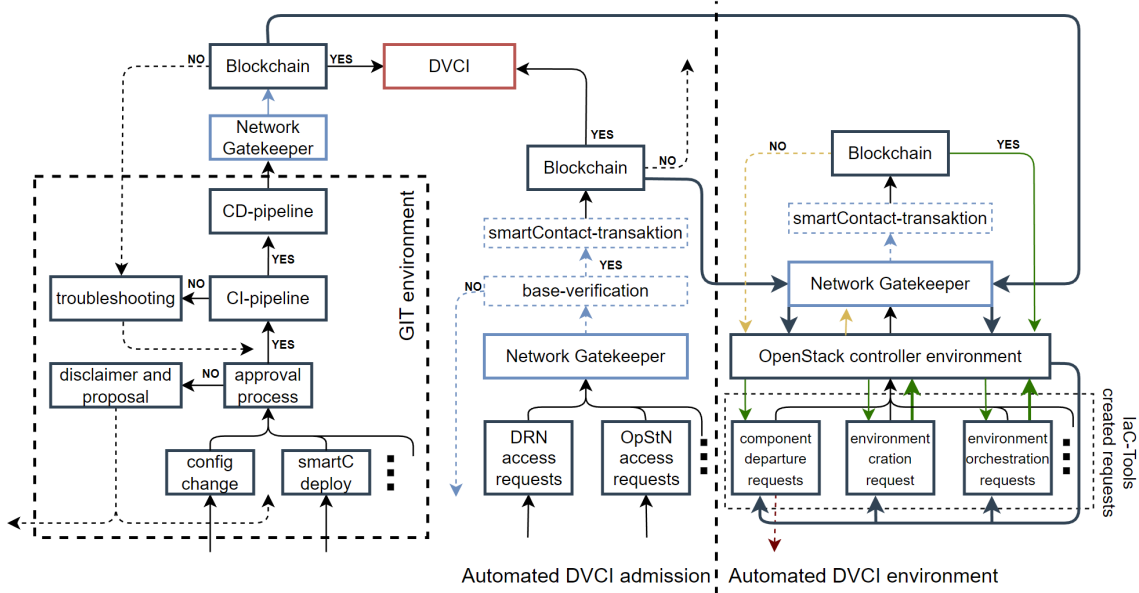 Blockchain
NO
YES
DVCI
Network
Gatekeeper
CD-pipeline
YES
troubleshooting
NO
CI-pipeline
YES
disclaimer and
proposal
NO
approval
process
config
change
smartC
deploy
GIT environment
YES
NO
Blockchain
smartContact-transaktion
YES
NO
base-verification
Network Gatekeeper
DRN
access
requests
OpStN
access
requests
Automated DVCI admission
NO
Blockchain
YES
smartContact-transaktion
Network Gatekeeper
OpenStack controller environment
component
departure
requests
environment
cration
request
environment
orchestration
requests
IaC-Tools
created requests
Automated DVCI environment